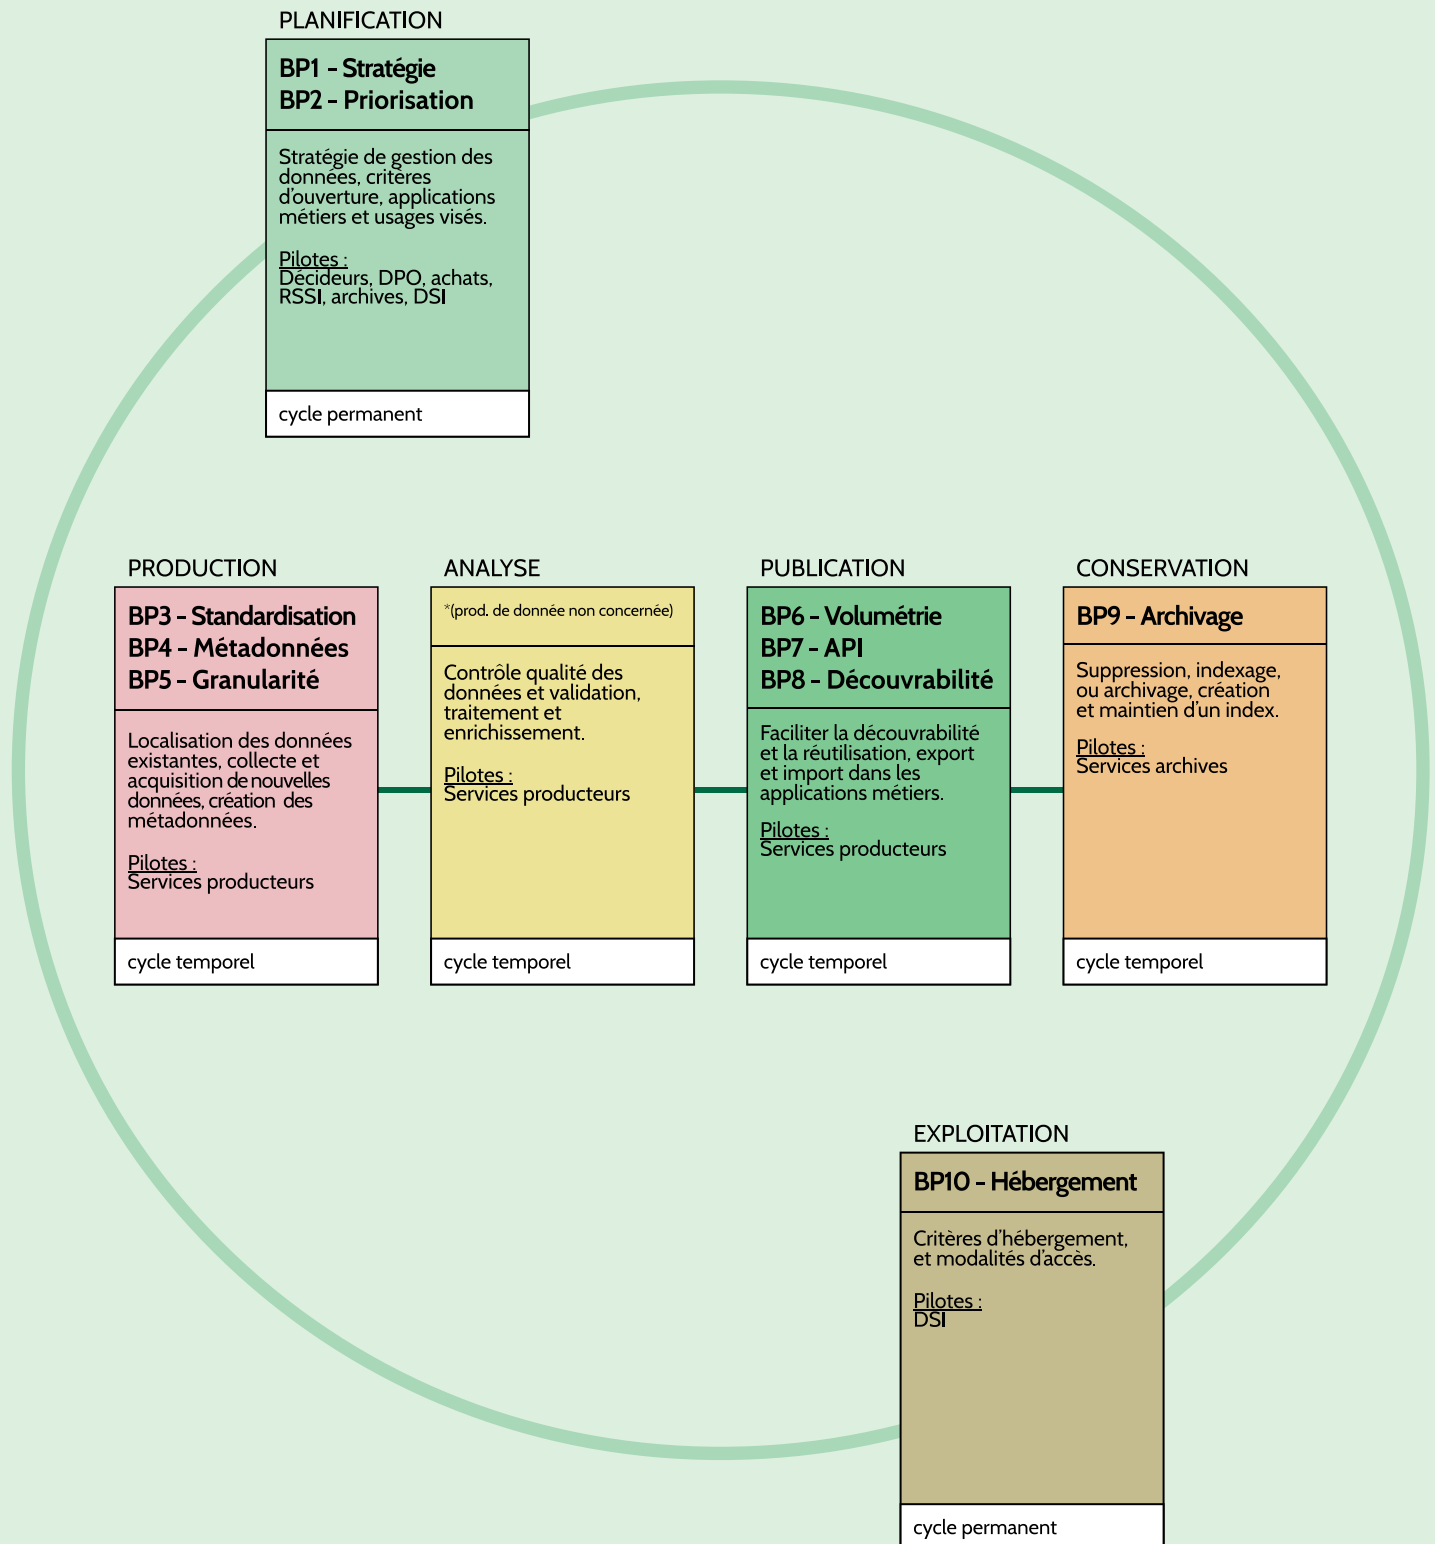 PLANIFICATION
BP1 - Stratégie
BP2 - Priorisation
Stratégie de gestion des
données, critères
d'ouverture, applications
métiers et usages visés.
Pilotes :
Décideurs, DPO, achats,
RSSI, archives, DSI
cycle permanent
PRODUCTION
BP3 - Standardisation
BP4 - Métadonnées
BP5 - Granularité
Localisation des données
existantes, collecte et
acquisition de nouvelles
données, création des
métadonnées.
Pilotes :
Services producteurs
cycle temporel
ANALYSE
*(prod. de donnée non concernée)
Contrôle qualité des
données et validation,
traitement et
enrichissement.
Pilotes :
Services producteurs
cycle temporel
PUBLICATION
BP6 - Volumétrie
BP7 - API
BP8 - Découvrabilité
Faciliter la découvrabilité
et la réutilisation, export
et import dans les
applications métiers.
Pilotes :
Services producteurs
cycle temporel
CONSERVATION
BP9 - Archivage
Suppression, indexage,
ou archivage, création
et maintien d'un index.
Pilotes :
Services archives
cycle temporel
EXPLOITATION
BP10 - Hébergement
Critères d'hébergement,
et modalités d'accès.
Pilotes :
DSI
cycle permanent